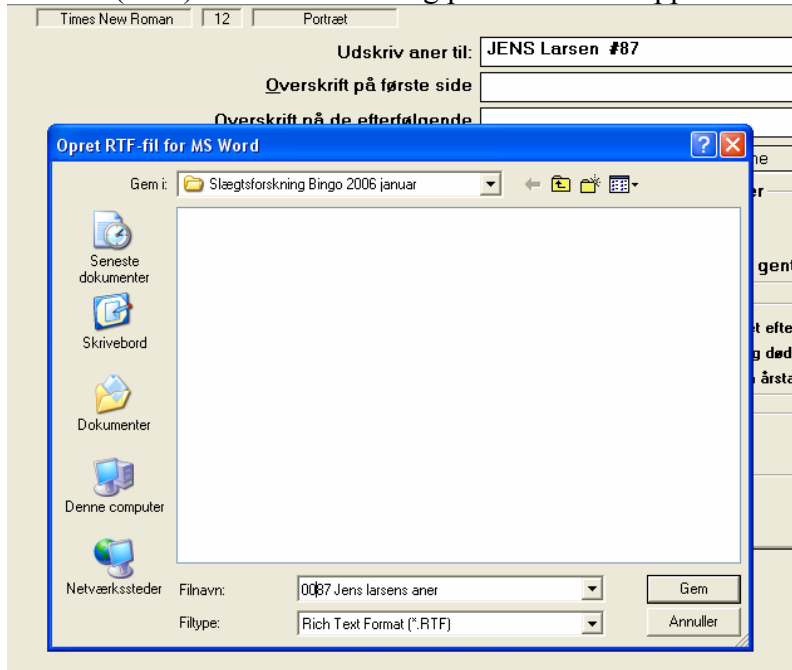 Times New Roman 12 Portræt
Udskriv aner til: JENS Larsen #87
Overskrift på første side
Overskrift på de efterfølgende
Opret RTF-fil for MS Word
Gem i: Slægtsforskning Bingo 2006 januar
Seneste dokumenter
Skrivebord
Dokumenter
Denne computer
Netværkssteder
Filnavn: 0087 Jens larsens aner Gem
Filtype: Rich Text Format (*.RTF) Annuller